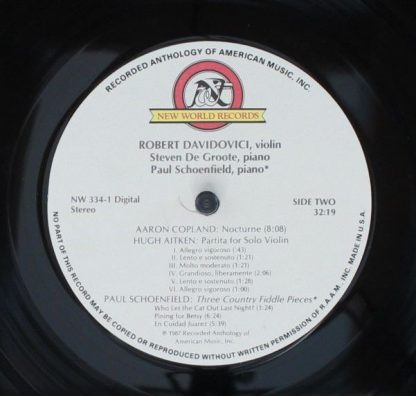 RECORDED ANTHOLOGY OF AMERICAN MUSIC, INC.
NEW WORLD RECORDS
ROBERT DAVIDOVICI, violin
Steven De Groote, piano
Paul Schoenfield, piano*
NW 334-1 Digital
Stereo
SIDE TWO
32:19
AARON COPLAND: Nocturne (8:08)
HUGH AITKEN: Partita for Solo Violin
I. Allegro vigoroso (:43)
II. Lento e sostenuto (1:21)
III. Molto moderato (1:21)
IV. Grandioso, liberamente (2:06)
V. Lento e sostenuto (1:28)
VI. Allegro vigoroso (1:00)
PAUL SCHOENFIELD: Three Country Fiddle Pieces*
Who Let the Cat Out Last Night? (1:24)
Pining for Betsy (6:24)
En Cuidad Juarez (5:39)
℗ 1987 Recorded Anthology of
American Music, Inc.
NO PART OF THIS RECORD MAY BE COPIED OR REPRODUCED WITHOUT WRITTEN PERMISSION OF R.A.A.M. INC. MADE IN U.S.A.